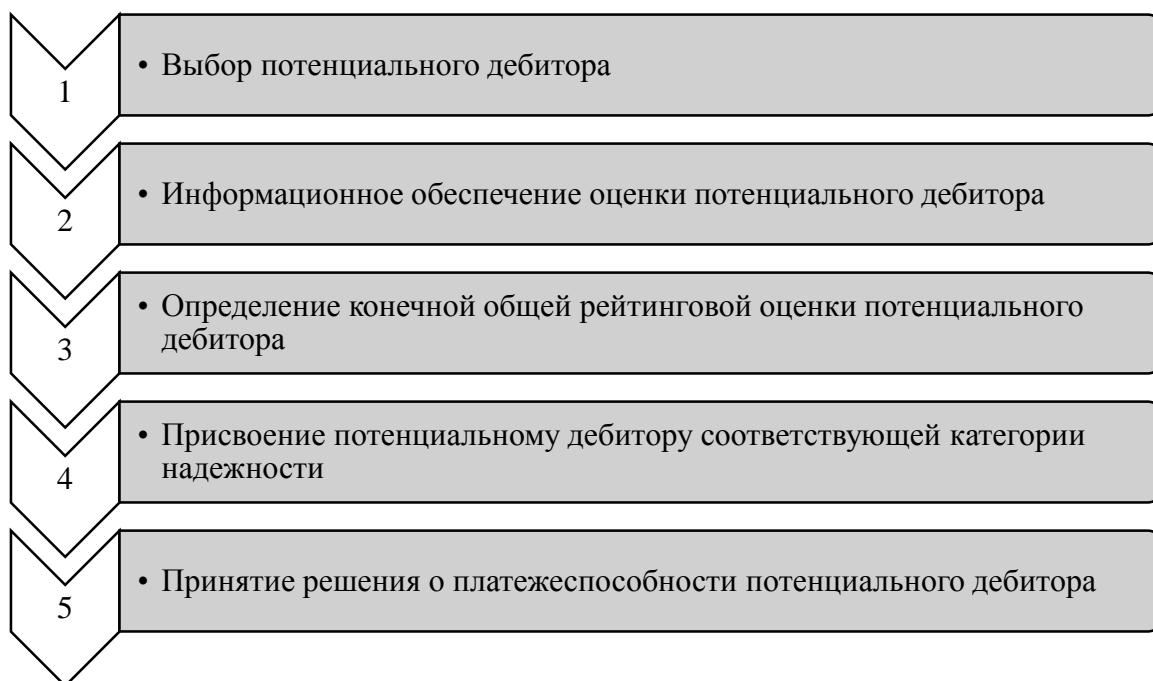 1
• Выбор потенциального дебитора
2
• Информационное обеспечение оценки потенциального дебитора
3
• Определение конечной общей рейтинговой оценки потенциального
дебитора
4
• Присвоение потенциальному дебитору соответствующей категории
надежности
5
• Принятие решения о платежеспособности потенциального дебитора